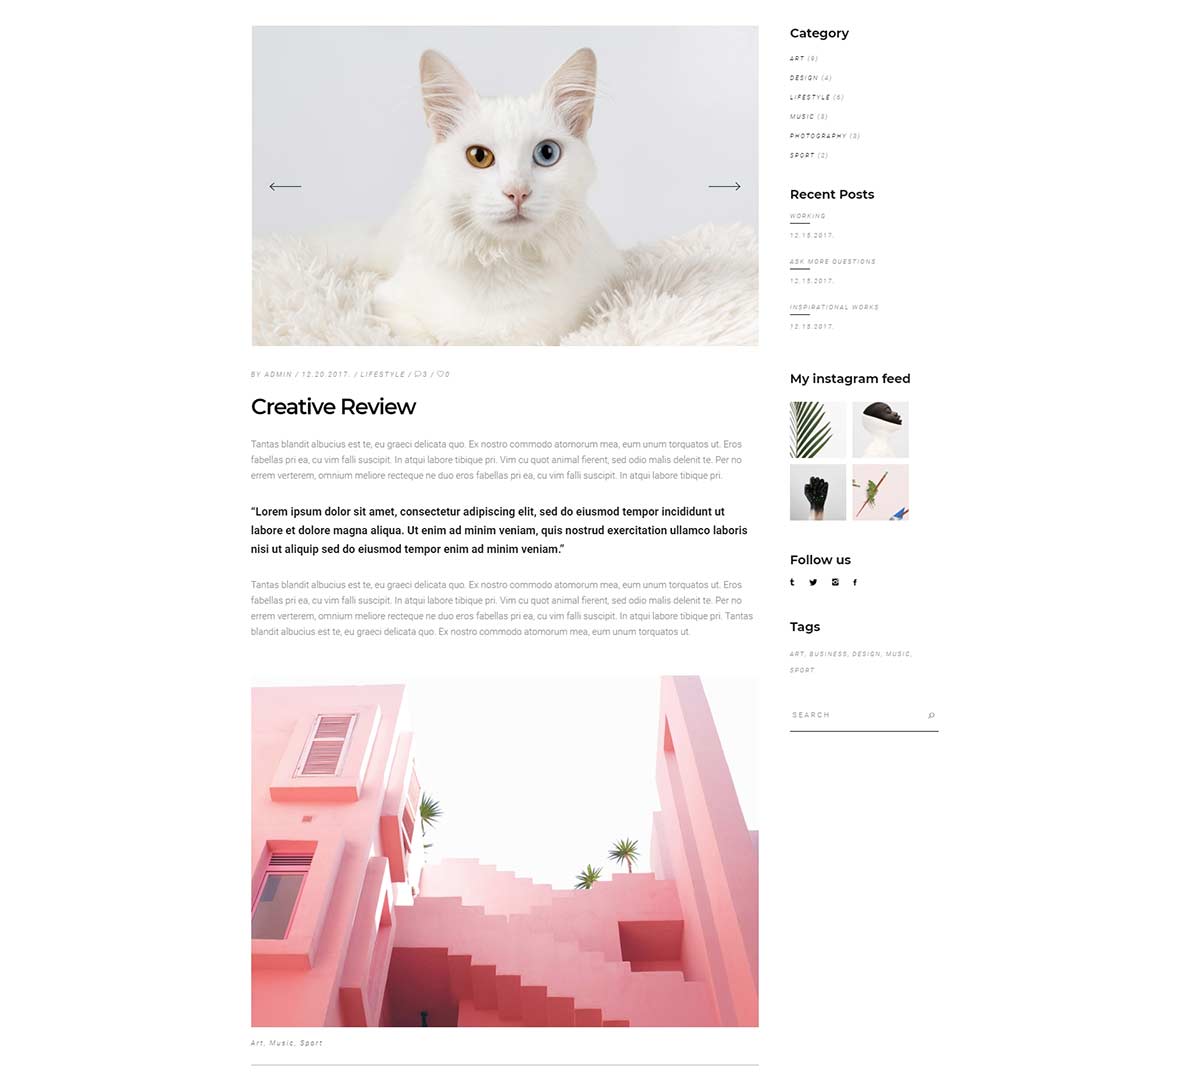 BY ADMIN / 12.20.2017. / LIFESTYLE / 3 / 0
Creative Review
Tantas blandit albucius est te, eu graeci delicata quo. Ex nostro commodo atomorum mea, eum unum torquatos ut. Eros
fabellas pri ea, cu vim falli suscipit. In atqui labore tibique pri. Vim cu quot animal fierent, sed odio malis delenit te. Per no
errem verterem, omnium meliore recteque ne duo eros fabellas pri ea, cu vim falli suscipit. In atqui labore tibique pri.
“Lorem ipsum dolor sit amet, consectetur adipiscing elit, sed do eiusmod tempor incididunt ut
labore et dolore magna aliqua. Ut enim ad minim veniam, quis nostrud exercitation ullamco laboris
nisi ut aliquip sed do eiusmod tempor enim ad minim veniam.”
Tantas blandit albucius est te, eu graeci delicata quo. Ex nostro commodo atomorum mea, eum unum torquatos ut. Eros
fabellas pri ea, cu vim falli suscipit. In atqui labore tibique pri. Vim cu quot animal fierent, sed odio malis delenit te. Per no
errem verterem, omnium meliore recteque ne duo eros fabellas pri ea, cu vim falli suscipit. In atqui labore tibique pri. Tantas
blandit albucius est te, eu graeci delicata quo. Ex nostro commodo atomorum mea, eum unum torquatos ut.
Art, Music, Sport
Category
ART (9)
DESIGN (4)
LIFESTYLE (6)
MUSIC (3)
PHOTOGRAPHY (3)
SPORT (2)
Recent Posts
WORKING
12.15.2017.
ASK MORE QUESTIONS
12.15.2017.
INSPIRATIONAL WORKS
12.15.2017.
My instagram feed
Follow us
Tags
ART, BUSINESS, DESIGN, MUSIC,
SPORT
SEARCH